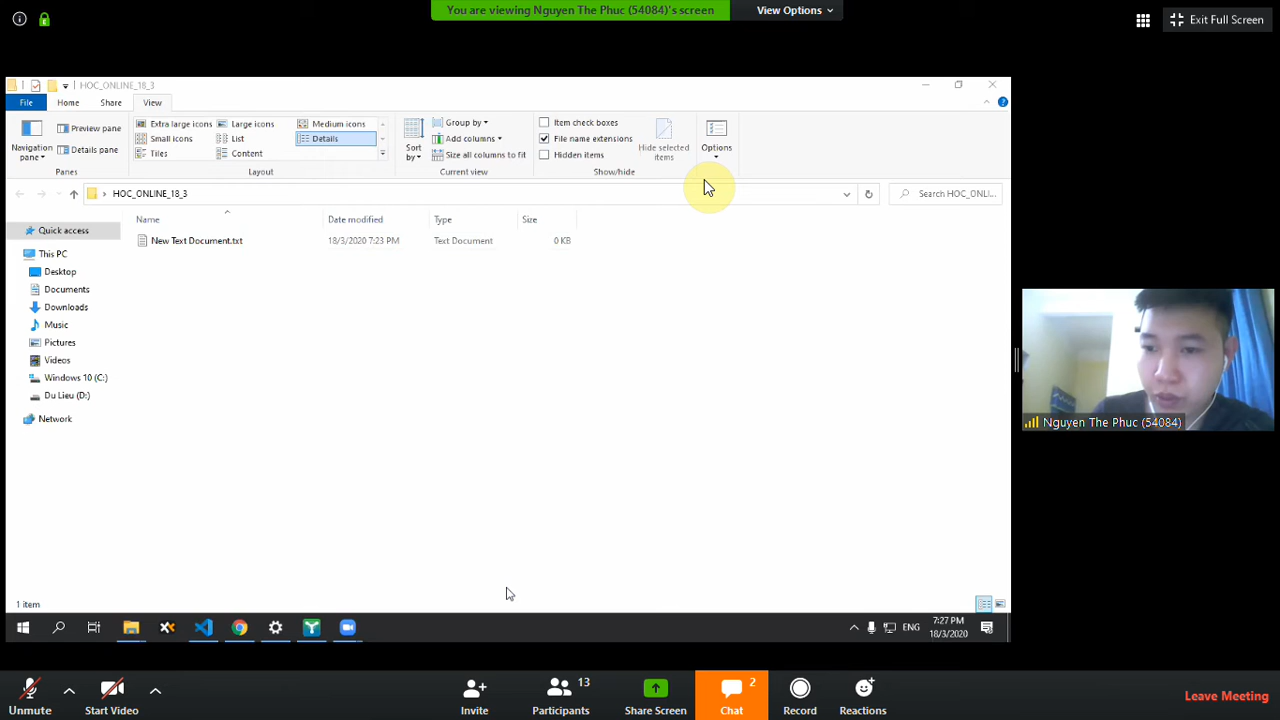 You are viewing Nguyen The Phuc (54084)'s screen
View Options
Exit Full Screen
HOC_ONLINE_18_3
File Home Share View
Navigation pane
Preview pane
Details pane
Panes
Extra large icons Large icons Medium icons
Small icons List Details
Tiles Content
Layout
Sort by
Group by
Add columns
Size all columns to fit
Current view
Item check boxes
File name extensions
Hidden items
Hide selected items
Show/hide
Options
HOC_ONLINE_18_3
Search HOC_ONLI...
Name Date modified Type Size
New Text Document.txt 18/3/2020 7:23 PM Text Document 0 KB
Quick access
This PC
Desktop
Documents
Downloads
Music
Pictures
Videos
Windows 10 (C:)
Du Lieu (D:)
Network
1 item
ENG
7:27 PM
18/3/2020
Nguyen The Phuc (54084)
Unmute
Start Video
Invite
13
Participants
Share Screen
2
Chat
Record
Reactions
Leave Meeting